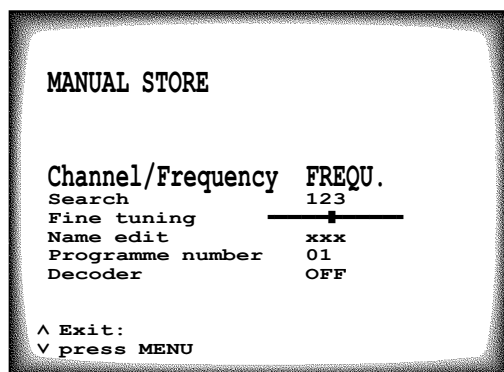 MANUAL STORE
Channel/Frequency FREQU.
Search 123
Fine tuning
Name edit xxx
Programme number 01
Decoder OFF
∧ Exit:
∨ press MENU